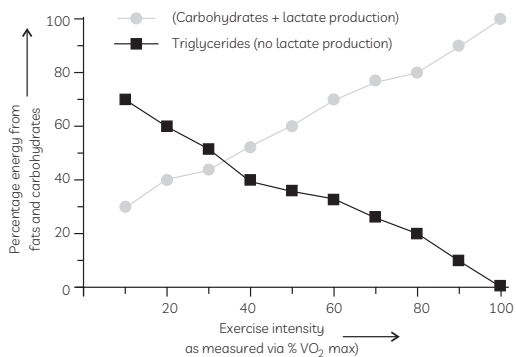 (Carbohydrates + lactate production)
Triglycerides (no lactate production)
Percentage energy from
fats and carbohydrates
100
80
60
40
20
0
20 40 60 80 100
Exercise intensity
as measured via % VO₂ max)